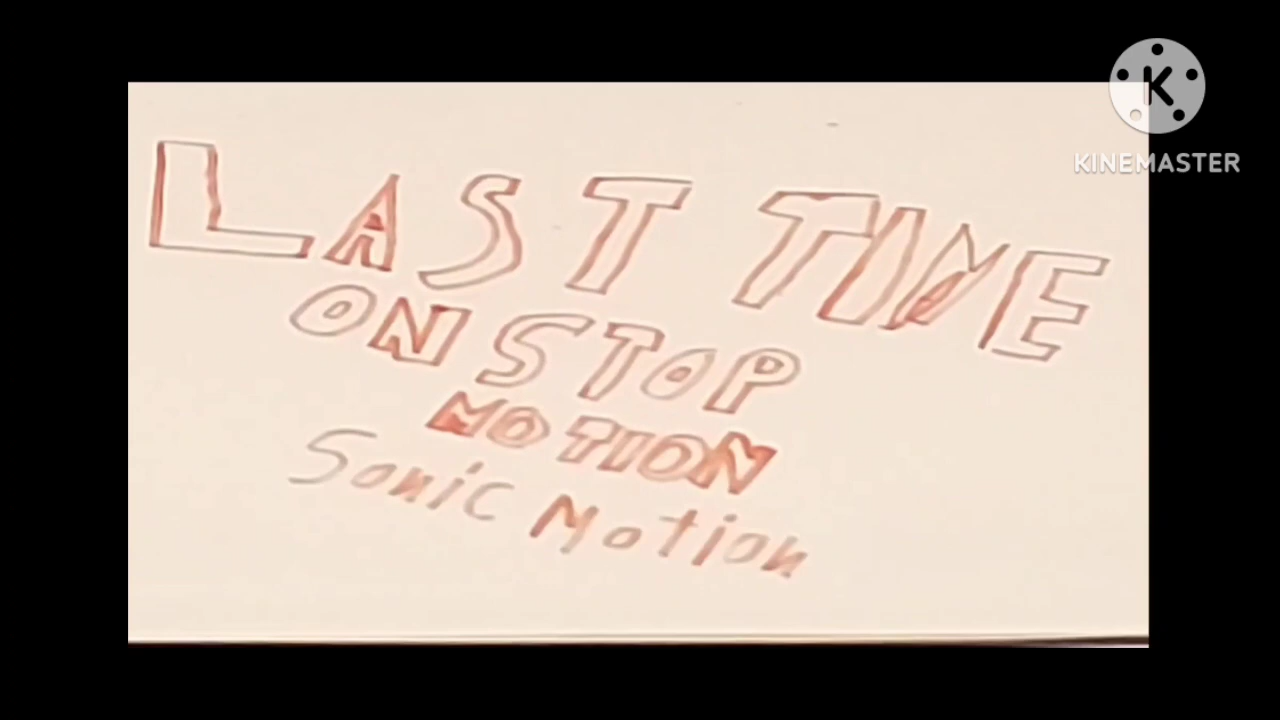 LAST TIME
ON STOP
MOTION
Sonic Motion
KINEMASTER